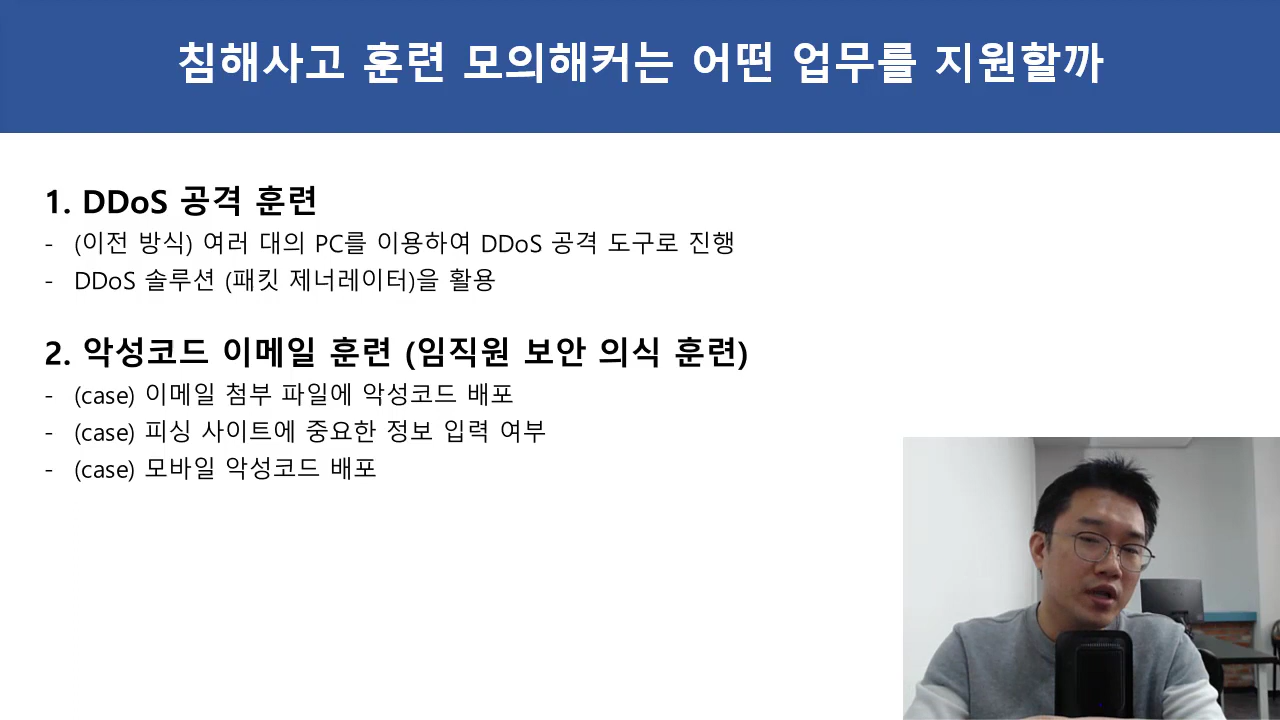 침해사고 훈련 모의해커는 어떤 업무를 지원할까
1. DDoS 공격 훈련
- (이전 방식) 여러 대의 PC를 이용하여 DDoS 공격 도구로 진행
- DDoS 솔루션 (패킷 제너레이터)을 활용
2. 악성코드 이메일 훈련 (임직원 보안 의식 훈련)
- (case) 이메일 첨부 파일에 악성코드 배포
- (case) 피싱 사이트에 중요한 정보 입력 여부
- (case) 모바일 악성코드 배포